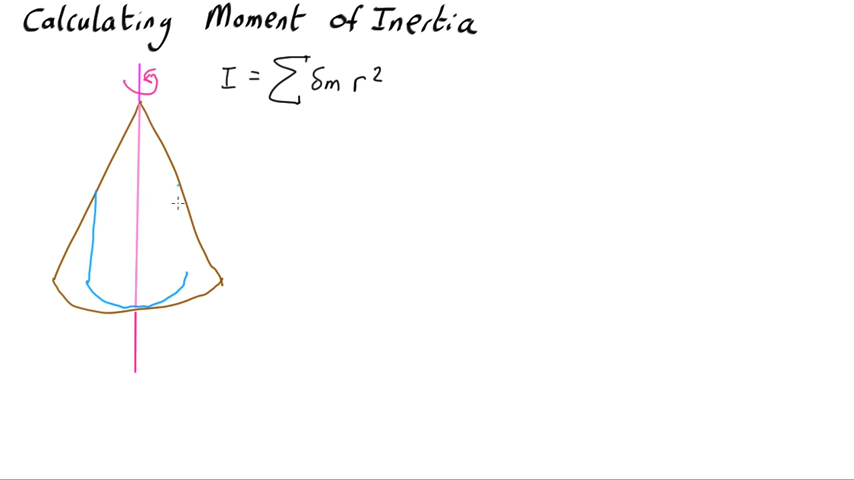 Calculating Moment of Inertia
I = ∑ δm r²